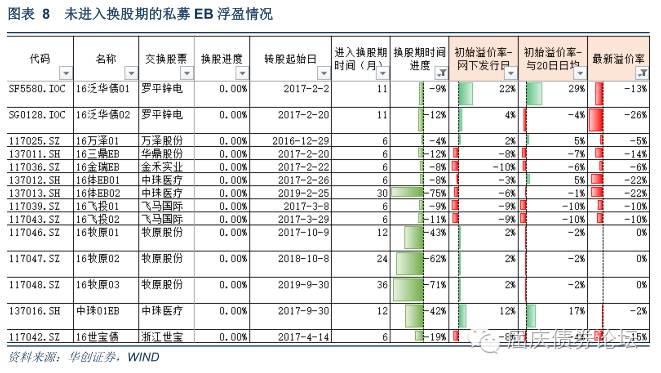 图表 8 未进入换股期的私募 EB 浮盈情况
代码 名称 交换股票 换股进度 转股起始日 进入换股期时间（月） 换股期时间进度 初始溢价率-网下发行日 初始溢价率-与20日日均 最新溢价率
SF5580.IOC 16泛华债01 罗平锌电 0.00% 2017-2-2 11 -9% 22% 29% -13%
SG0128.IOC 16泛华债02 罗平锌电 0.00% 2017-2-20 11 -12% 4% -4% -26%
117025.SZ 16万泽01 万泽股份 0.00% 2016-12-29 6 -4% 2% 5% -5%
137011.SH 16三鼎EB 华鼎股份 0.00% 2017-2-20 6 -12% -8% -7% -14%
117036.SZ 16金瑞EB 金禾实业 0.00% 2017-2-22 6 -8% -10% -6% -6%
137012.SH 16体EB01 中珠医疗 0.00% 2017-2-26 6 -8% -3% 5% -22%
137013.SH 16体EB02 中珠医疗 0.00% 2019-2-25 30 -75% -6% -1% -22%
117039.SZ 16飞投01 飞马国际 0.00% 2017-3-8 6 -9% -9% -10% -10%
117043.SZ 16飞投02 飞马国际 0.00% 2017-3-29 6 -11% -9% -10% -10%
117046.SZ 16牧原01 牧原股份 0.00% 2017-10-9 12 -43% 2% -2% 0%
117047.SZ 16牧原02 牧原股份 0.00% 2018-10-8 24 -62% 2% -2% 0%
117048.SZ 16牧原03 牧原股份 0.00% 2019-9-30 36 -71% 2% -2% 0%
137016.SH 中珠01EB 中珠医疗 0.00% 2017-9-30 12 -42% 12% 17% -2%
117042.SZ 16世宝债 浙江世宝 0.00% 2017-4-14 6 -19% -8% -15%
资料来源：华创证券，WIND
债券论坛